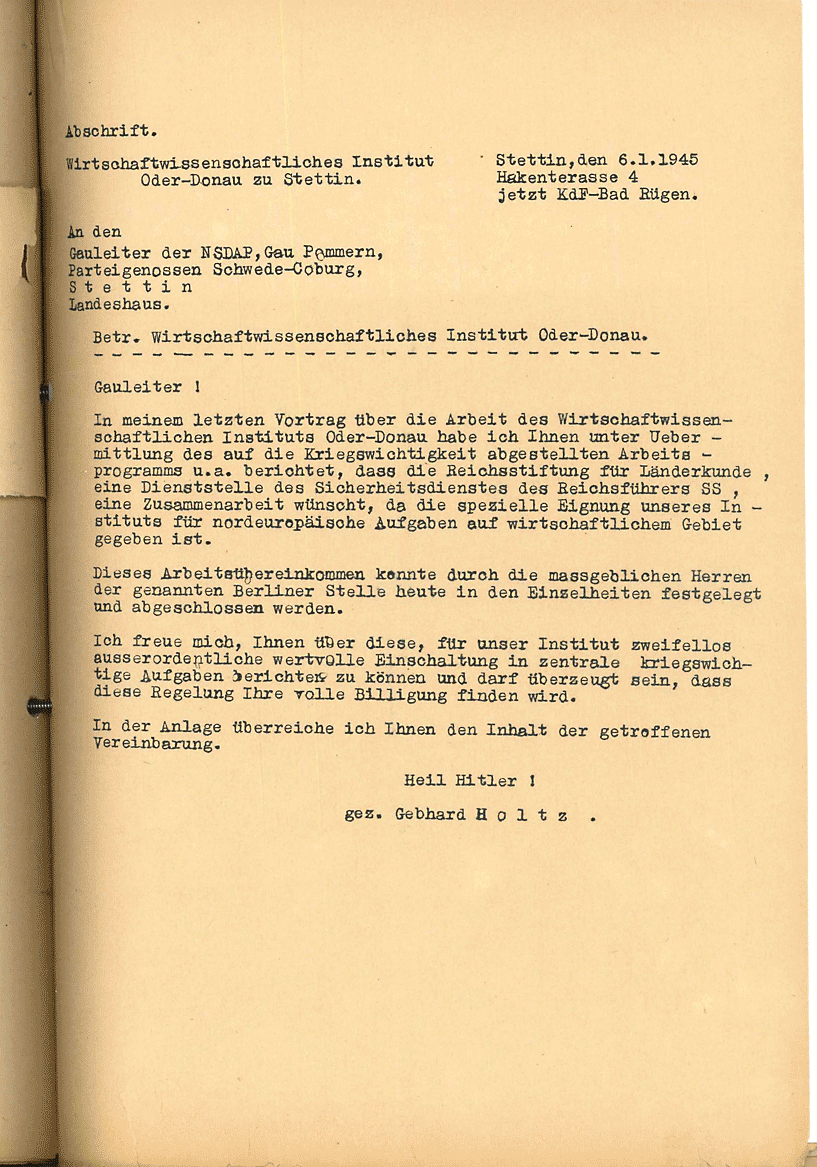 Abschrift.
Wirtschaftwissenschaftliches Institut
Oder-Donau zu Stettin.
Stettin,den 6.1.1945
Hakenterasse 4
jetzt KdF-Bad Rügen.
An den
Gauleiter der NSDAP,Gau Pommern,
Parteigenossen Schwede-Coburg,
S t e t t i n
Landeshaus.
Betr. Wirtschaftwissenschaftliches Institut Oder-Donau.
Gauleiter !
In meinem letzten Vortrag über die Arbeit des Wirtschaftwissen-
schaftlichen Instituts Oder-Donau habe ich Ihnen unter Ueber -
mittlung des auf die Kriegswichtigkeit abgestellten Arbeits -
programms u.a. berichtet, dass die Reichsstiftung für Länderkunde ,
eine Dienststelle des Sicherheitsdienstes des Reichsführers SS ,
eine Zusammenarbeit wünscht, da die spezielle Eignung unseres In -
stituts für nordeuropäische Aufgaben auf wirtschaftlichem Gebiet
gegeben ist.
Dieses Arbeitsübereinkommen konnte durch die massgeblichen Herren
der genannten Berliner Stelle heute in den Einzelheiten festgelegt
und abgeschlossen werden.
Ich freue mich, Ihnen über diese, für unser Institut zweifellos
ausserordentliche wertvolle Einschaltung in zentrale kriegswich-
tige Aufgaben berichten zu können und darf überzeugt sein, dass
diese Regelung Ihre volle Billigung finden wird.
In der Anlage überreiche ich Ihnen den Inhalt der getroffenen
Vereinbarung.
Heil Hitler !
gez. Gebhard H o l t z .